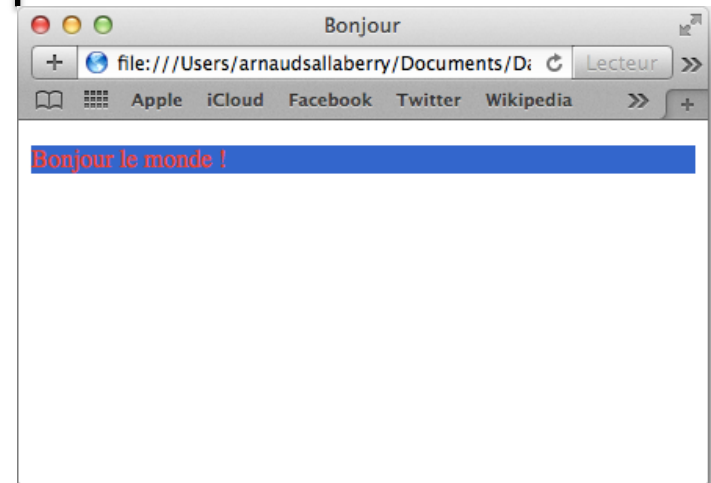 Bonjour
file:///Users/arnaudsallaberry/Documents/Da Lecteur
Apple iCloud Facebook Twitter Wikipedia
Bonjour le monde !